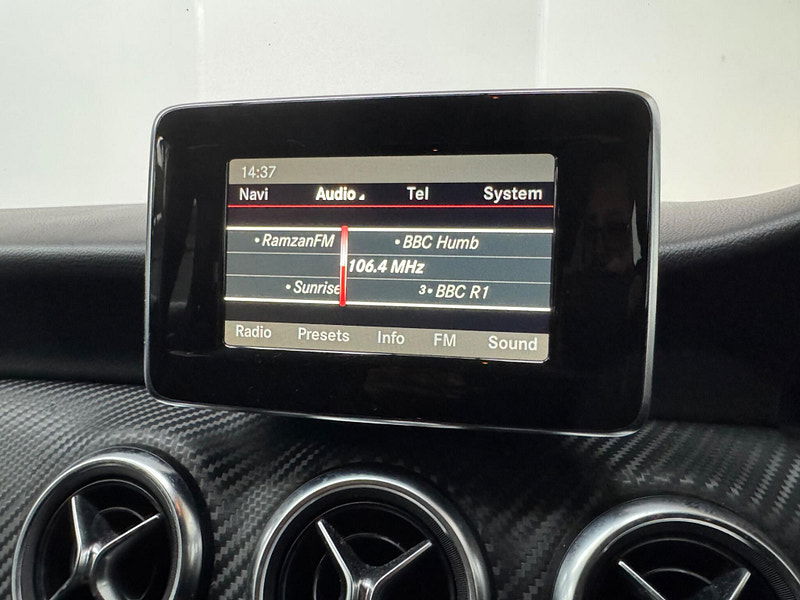 14:37
Navi Audio Tel System
• RamzanFM • BBC Humb
106.4 MHz
• Sunrise 3• BBC R1
Radio Presets Info FM Sound